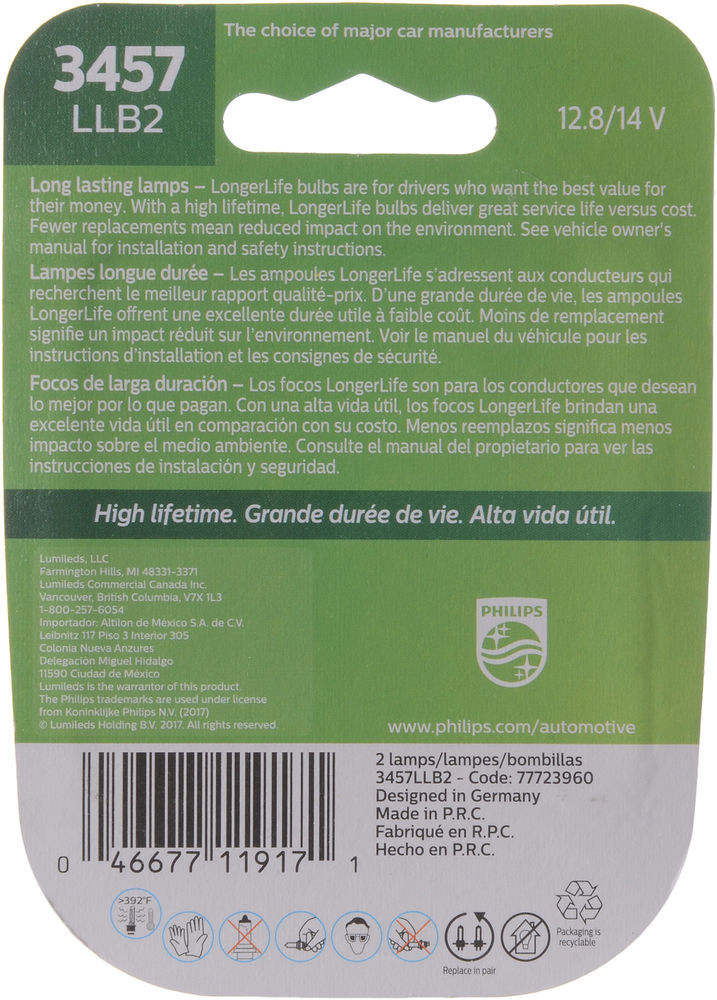 The choice of major car manufacturers
3457
LLB2
12.8/14 V
Long lasting lamps – LongerLife bulbs are for drivers who want the best value for
their money. With a high lifetime, LongerLife bulbs deliver great service life versus cost.
Fewer replacements mean reduced impact on the environment. See vehicle owner's
manual for installation and safety instructions.
Lampes longue durée – Les ampoules LongerLife s'adressent aux conducteurs qui
recherchent le meilleur rapport qualité-prix. D'une grande durée de vie, les ampoules
LongerLife offrent une excellente durée utile à faible coût. Moins de remplacement
signifie un impact réduit sur l'environnement. Voir le manuel du véhicule pour les
instructions d'installation et les consignes de sécurité.
Focos de larga duración – Los focos LongerLife son para los conductores que desean
lo mejor por lo que pagan. Con una alta vida útil, los focos LongerLife brindan una
excelente vida útil en comparación con su costo. Menos reemplazos significa menos
impacto sobre el medio ambiente. Consulte el manual del propietario para ver las
instrucciones de instalación y seguridad.
High lifetime. Grande durée de vie. Alta vida útil.
Lumileds, LLC
Farmington Hills, MI 48331-3371
Lumileds Commercial Canada Inc.
Vancouver, British Columbia, V7X 1L3
1-800-257-6054
Importador: Altilon de México S.A. de C.V.
Leibnitz 117 Piso 3 Interior 305
Colonia Nueva Anzures
Delegación Miguel Hidalgo
11590 Ciudad de México
Lumileds is the warrantor of this product.
The Philips trademarks are used under license
from Koninklijke Philips N.V. (2017)
© Lumileds Holding B.V. 2017. All rights reserved.
PHILIPS
www.philips.com/automotive
2 lamps/lampes/bombillas
3457LLB2 - Code: 77723960
Designed in Germany
Made in P.R.C.
Fabriqué en R.P.C.
Hecho en P.R.C.
0 46677 11917 1
>392°F
Replace in pair
Packaging is
recyclable